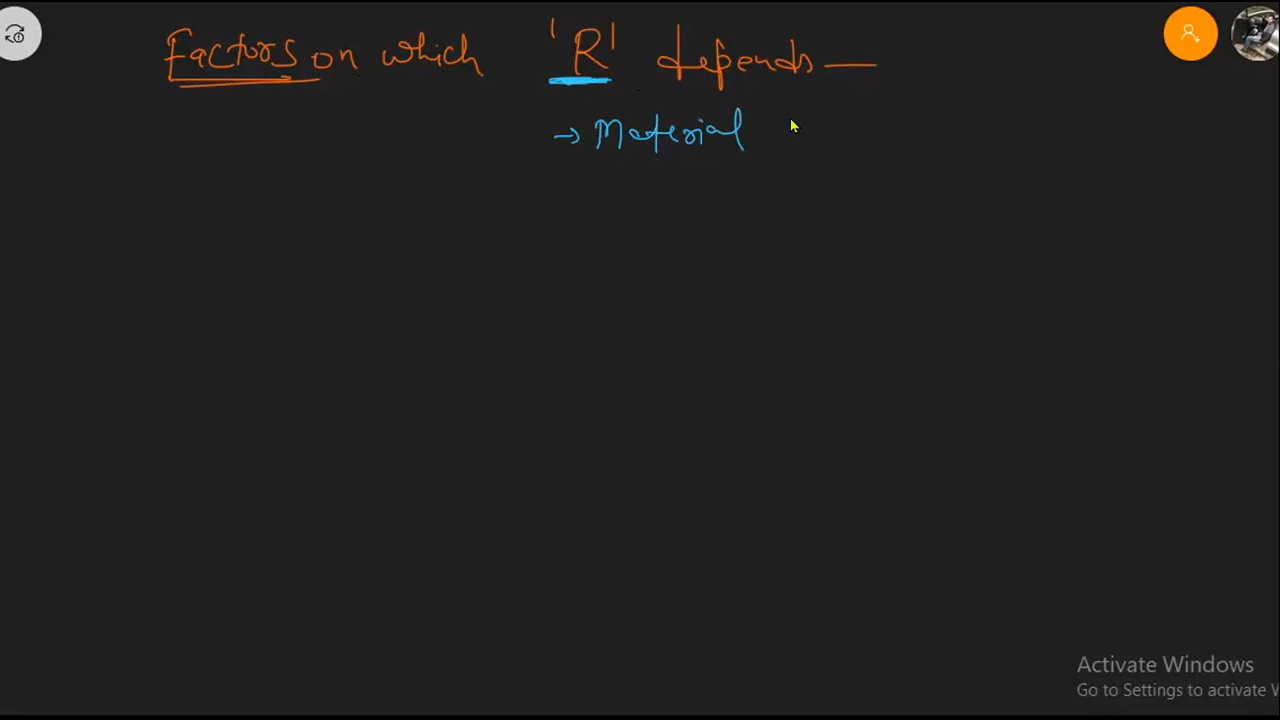 Factors on which 'R' depends —
→ Material
Activate Windows
Go to Settings to activate W